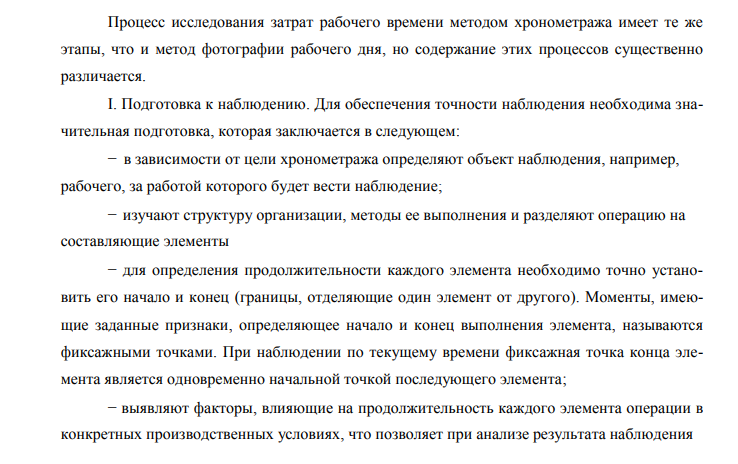 Процесс исследования затрат рабочего времени методом хронометража имеет те же
этапы, что и метод фотографии рабочего дня, но содержание этих процессов существенно
различается.
I. Подготовка к наблюдению. Для обеспечения точности наблюдения необходима зна-
чительная подготовка, которая заключается в следующем:
− в зависимости от цели хронометража определяют объект наблюдения, например,
рабочего, за работой которого будет вести наблюдение;
− изучают структуру организации, методы ее выполнения и разделяют операцию на
составляющие элементы
− для определения продолжительности каждого элемента необходимо точно устано-
вить его начало и конец (границы, отделяющие один элемент от другого). Моменты, имею-
щие заданные признаки, определяющее начало и конец выполнения элемента, называются
фиксажными точками. При наблюдении по текущему времени фиксажная точка конца эле-
мента является одновременно начальной точкой последующего элемента;
− выявляют факторы, влияющие на продолжительность каждого элемента операции в
конкретных производственных условиях, что позволяет при анализе результата наблюдения